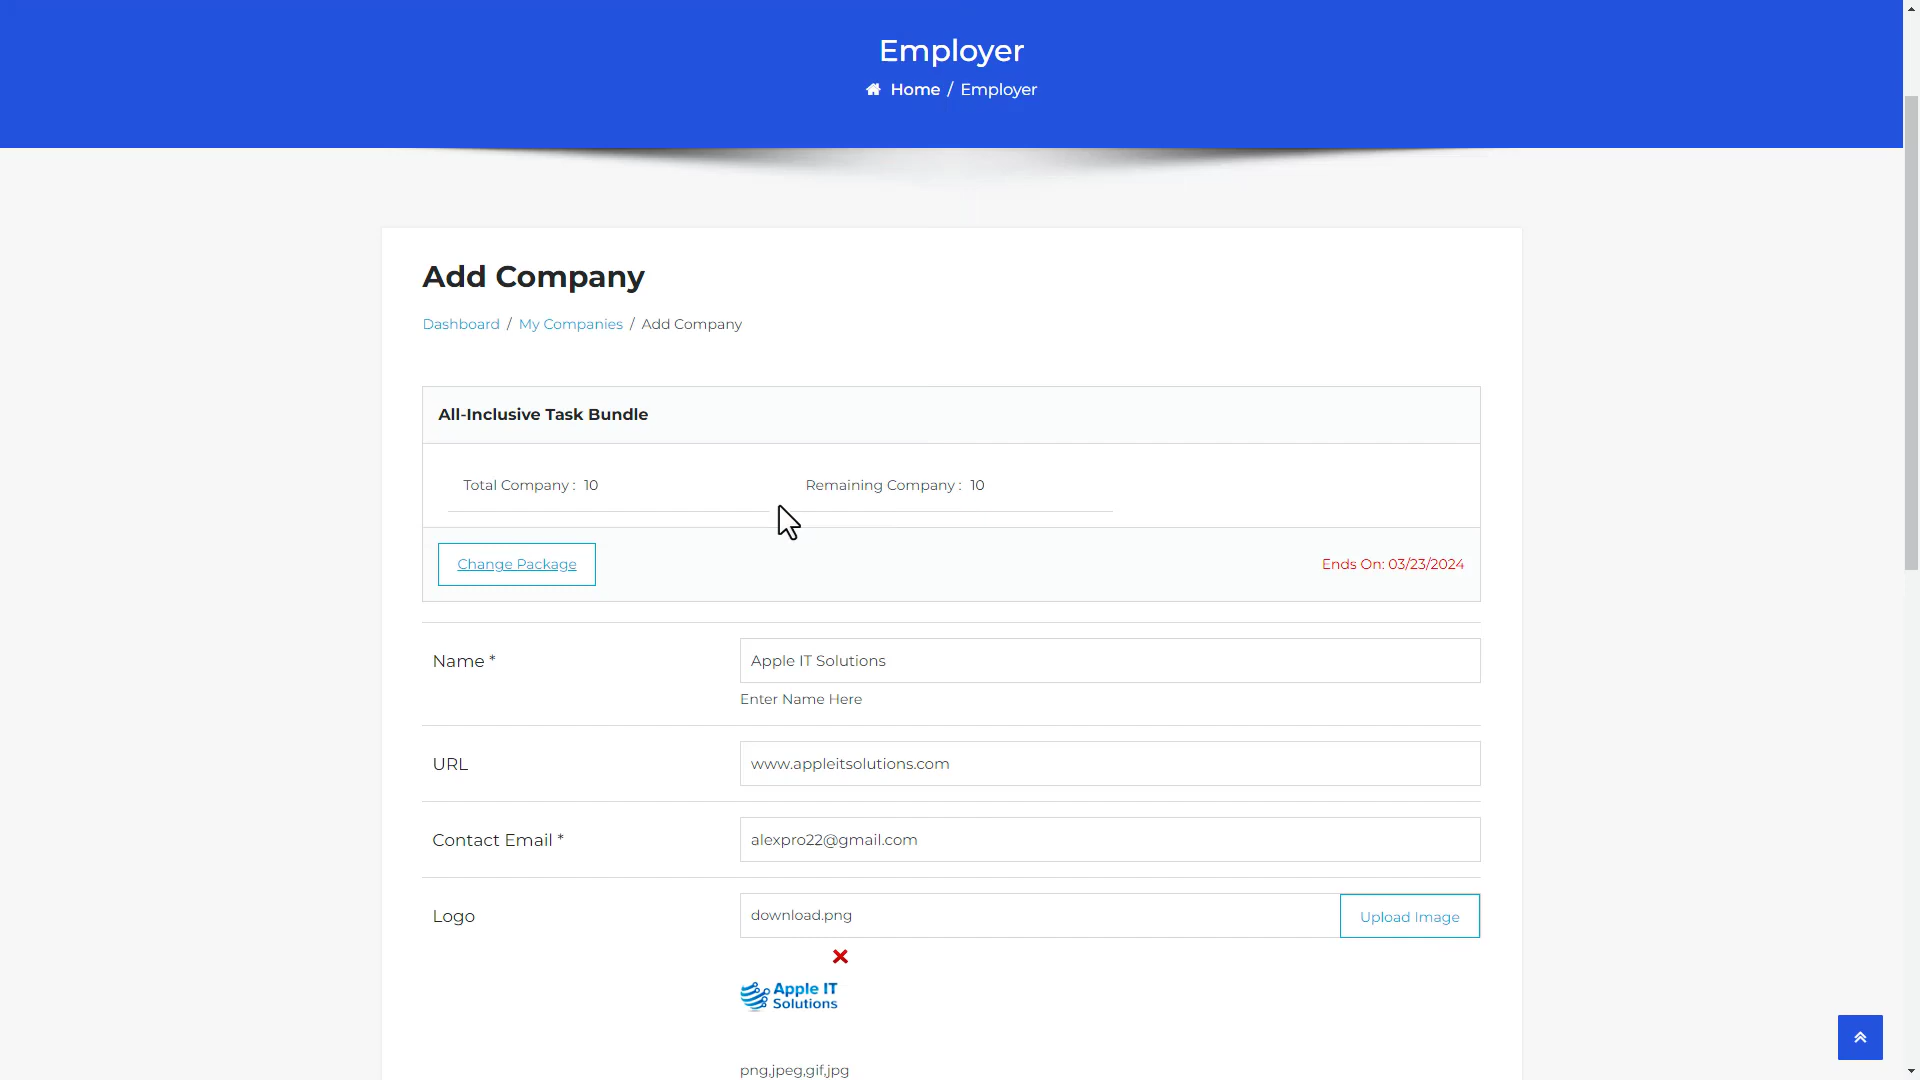 Employer
Home / Employer
Add Company
Dashboard / My Companies / Add Company
All-Inclusive Task Bundle
Total Company : 10
Remaining Company : 10
Change Package
Ends On: 03/23/2024
Name *
Apple IT Solutions
Enter Name Here
URL
www.appleitsolutions.com
Contact Email *
alexpro22@gmail.com
Logo
download.png
Upload Image
Apple IT
Solutions
png,jpeg,gif,jpg